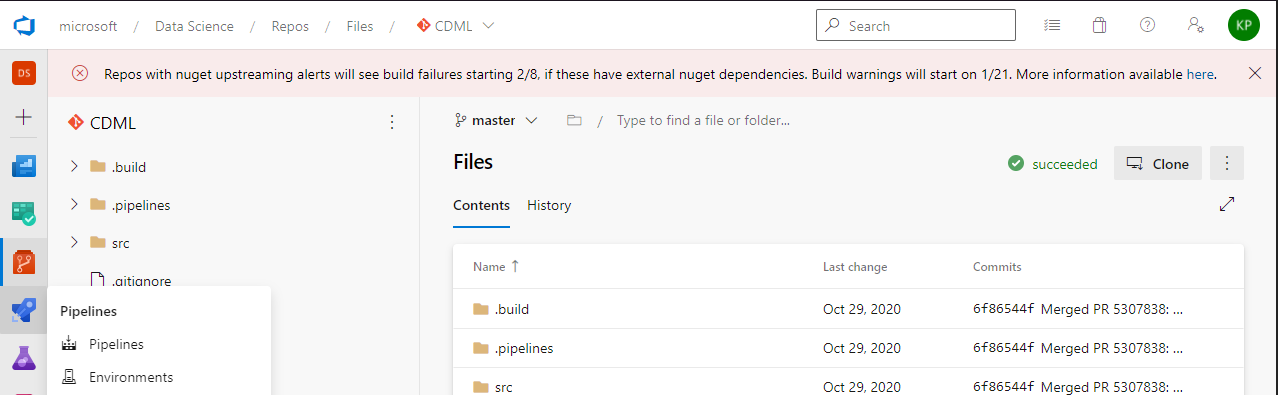 microsoft / Data Science / Repos / Files / CDML
Search
KP
DS
Repos with nuget upstreaming alerts will see build failures starting 2/8, if these have external nuget dependencies. Build warnings will start on 1/21. More information available here.
CDML
.build
.pipelines
src
.gitignore
Pipelines
Pipelines
Environments
master / Type to find a file or folder...
Files
succeeded
Clone
Contents History
Name ↑ Last change Commits
.build Oct 29, 2020 6f86544f Merged PR 5307838: ...
.pipelines Oct 29, 2020 6f86544f Merged PR 5307838: ...
src Oct 29, 2020 6f86544f Merged PR 5307838: ...